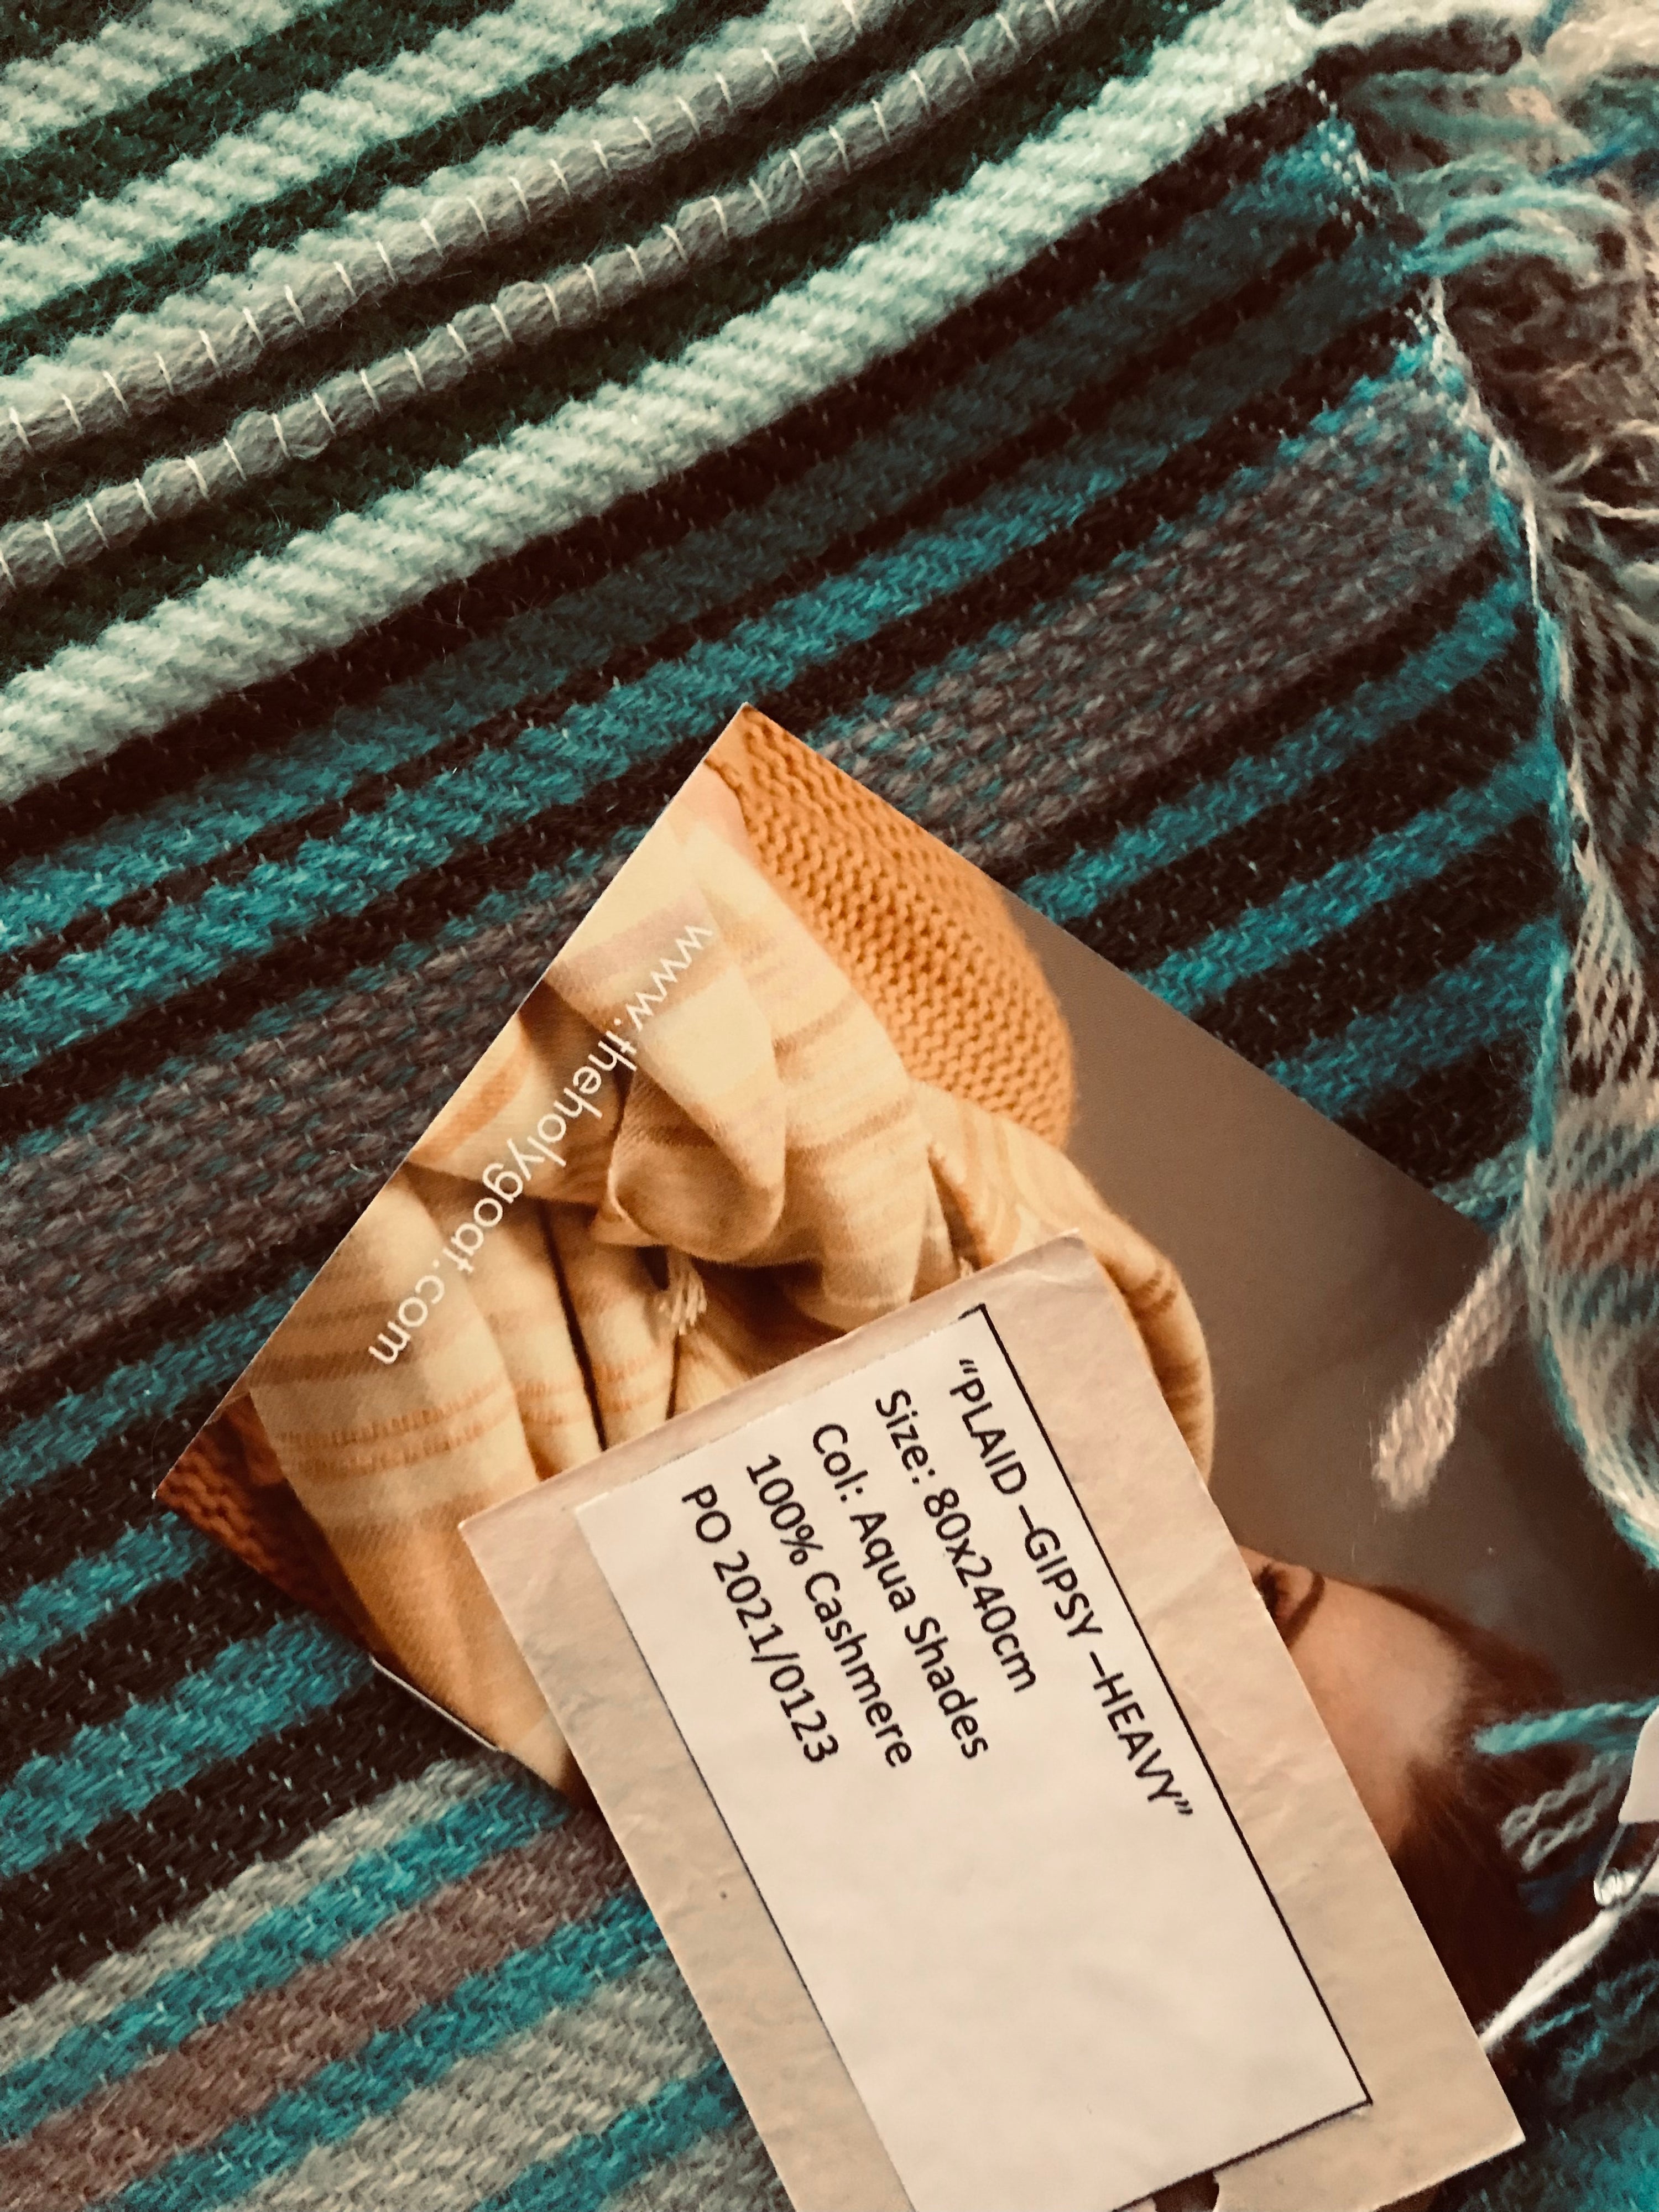 www.theholygoat.com
“PLAID –GIPSY –HEAVY”
Size: 80x240cm
Col: Aqua Shades
100% Cashmere
PO 2021/0123